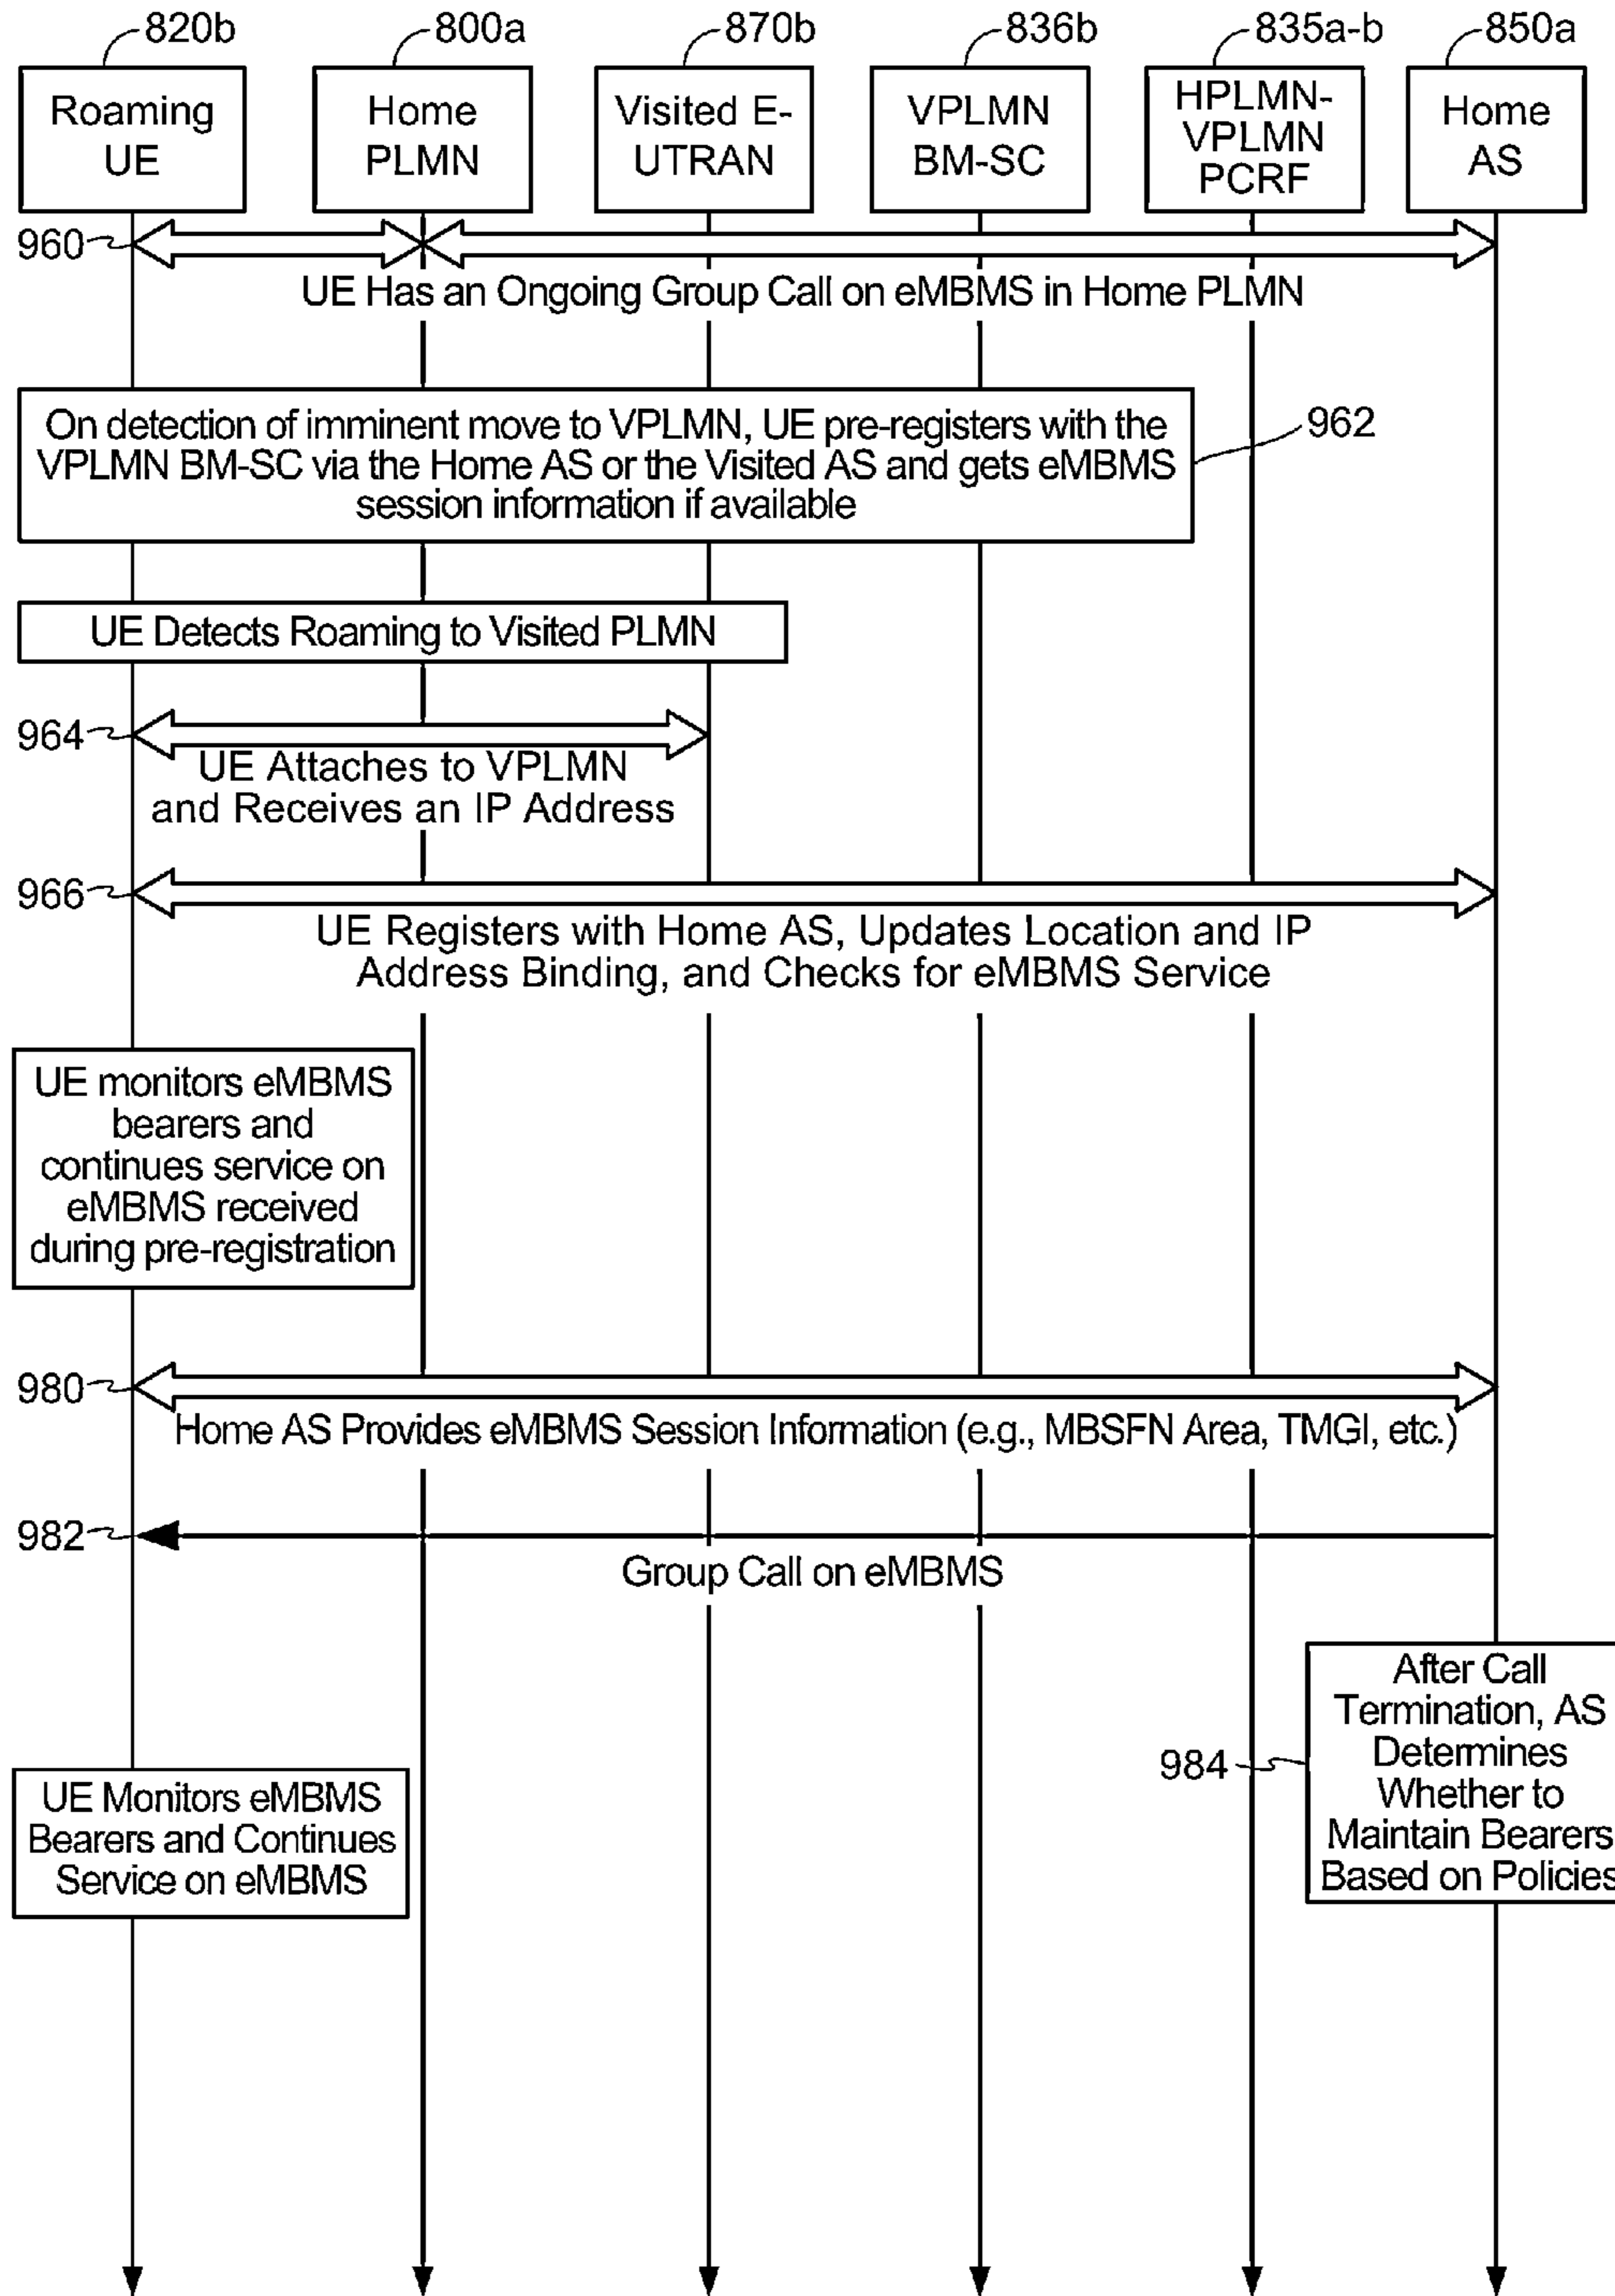 820b
800a
870b
836b
835a-b
850a
Roaming
UE
Home
PLMN
Visited E-
UTRAN
VPLMN
BM-SC
HPLMN-
VPLMN
PCRF
Home
AS
960
UE Has an Ongoing Group Call on eMBMS in Home PLMN
On detection of imminent move to VPLMN, UE pre-registers with the
VPLMN BM-SC via the Home AS or the Visited AS and gets eMBMS
session information if available
962
UE Detects Roaming to Visited PLMN
964
UE Attaches to VPLMN
and Receives an IP Address
966
UE Registers with Home AS, Updates Location and IP
Address Binding, and Checks for eMBMS Service
UE monitors eMBMS
bearers and
continues service on
eMBMS received
during pre-registration
980
Home AS Provides eMBMS Session Information (e.g., MBSFN Area, TMGI, etc.)
982
Group Call on eMBMS
After Call
Termination, AS
Determines
Whether to
Maintain Bearers
Based on Policies
984
UE Monitors eMBMS
Bearers and Continues
Service on eMBMS